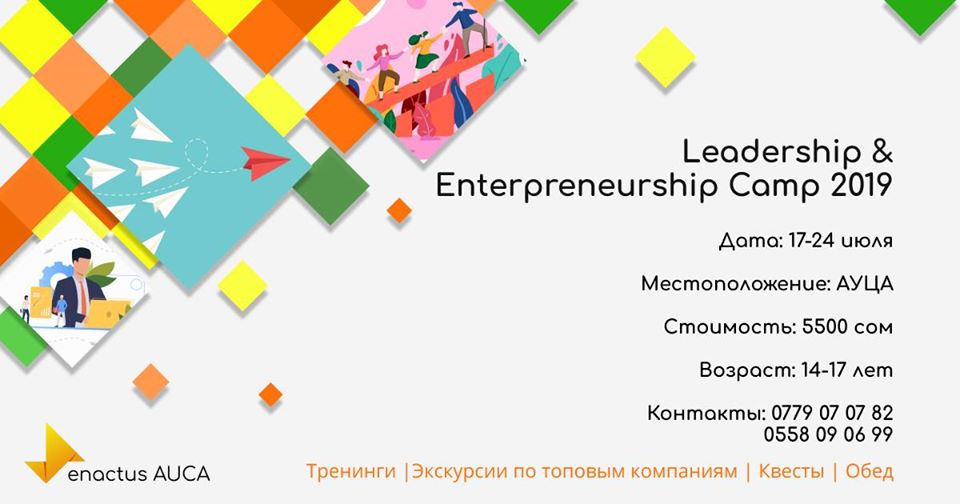 Leadership &
Enterpreneurship Camp 2019
Дата: 17-24 июля
Местоположение: АУЦА
Стоимость: 5500 сом
Возраст: 14-17 лет
Контакты: 0779 07 07 82
0558 09 06 99
enactus AUCA
Тренинги |Экскурсии по топовым компаниям | Квесты | Обед